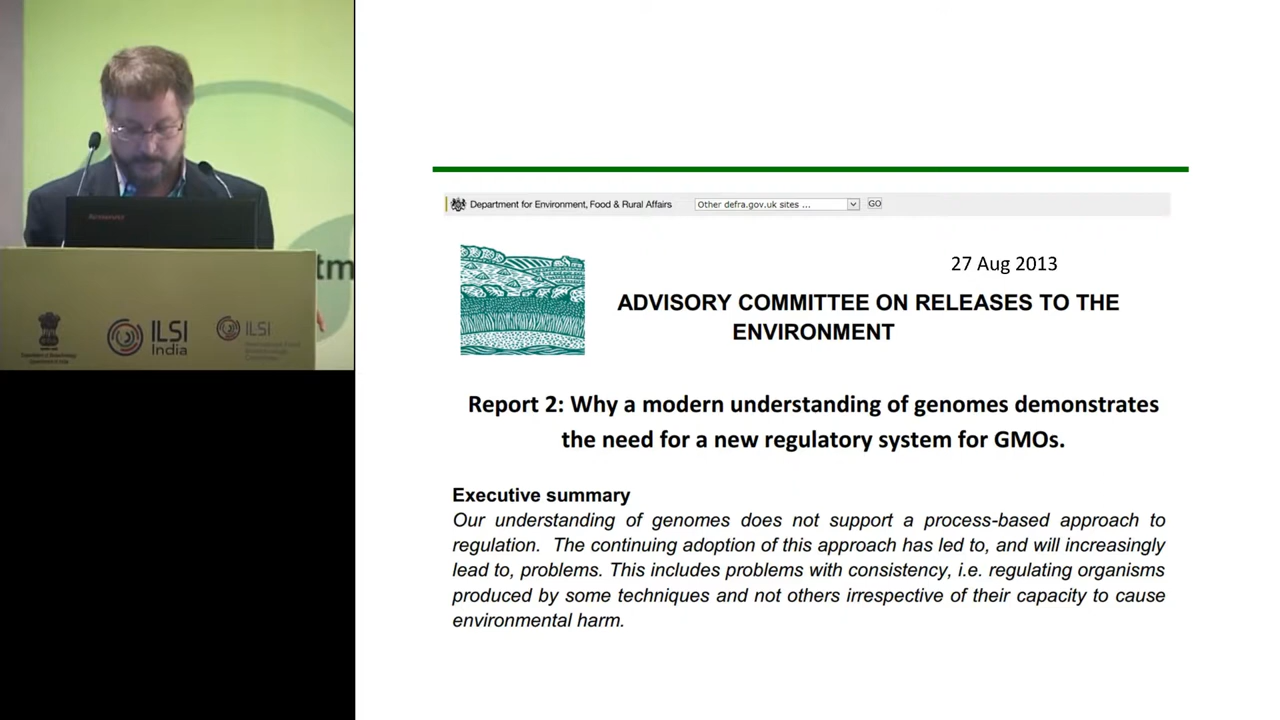 tm
ILSI
India
ILSI
Department for Environment, Food & Rural Affairs
Other defra.gov.uk sites ...
GO
27 Aug 2013
ADVISORY COMMITTEE ON RELEASES TO THE
ENVIRONMENT
Report 2: Why a modern understanding of genomes demonstrates
the need for a new regulatory system for GMOs.
Executive summary
Our understanding of genomes does not support a process-based approach to
regulation. The continuing adoption of this approach has led to, and will increasingly
lead to, problems. This includes problems with consistency, i.e. regulating organisms
produced by some techniques and not others irrespective of their capacity to cause
environmental harm.